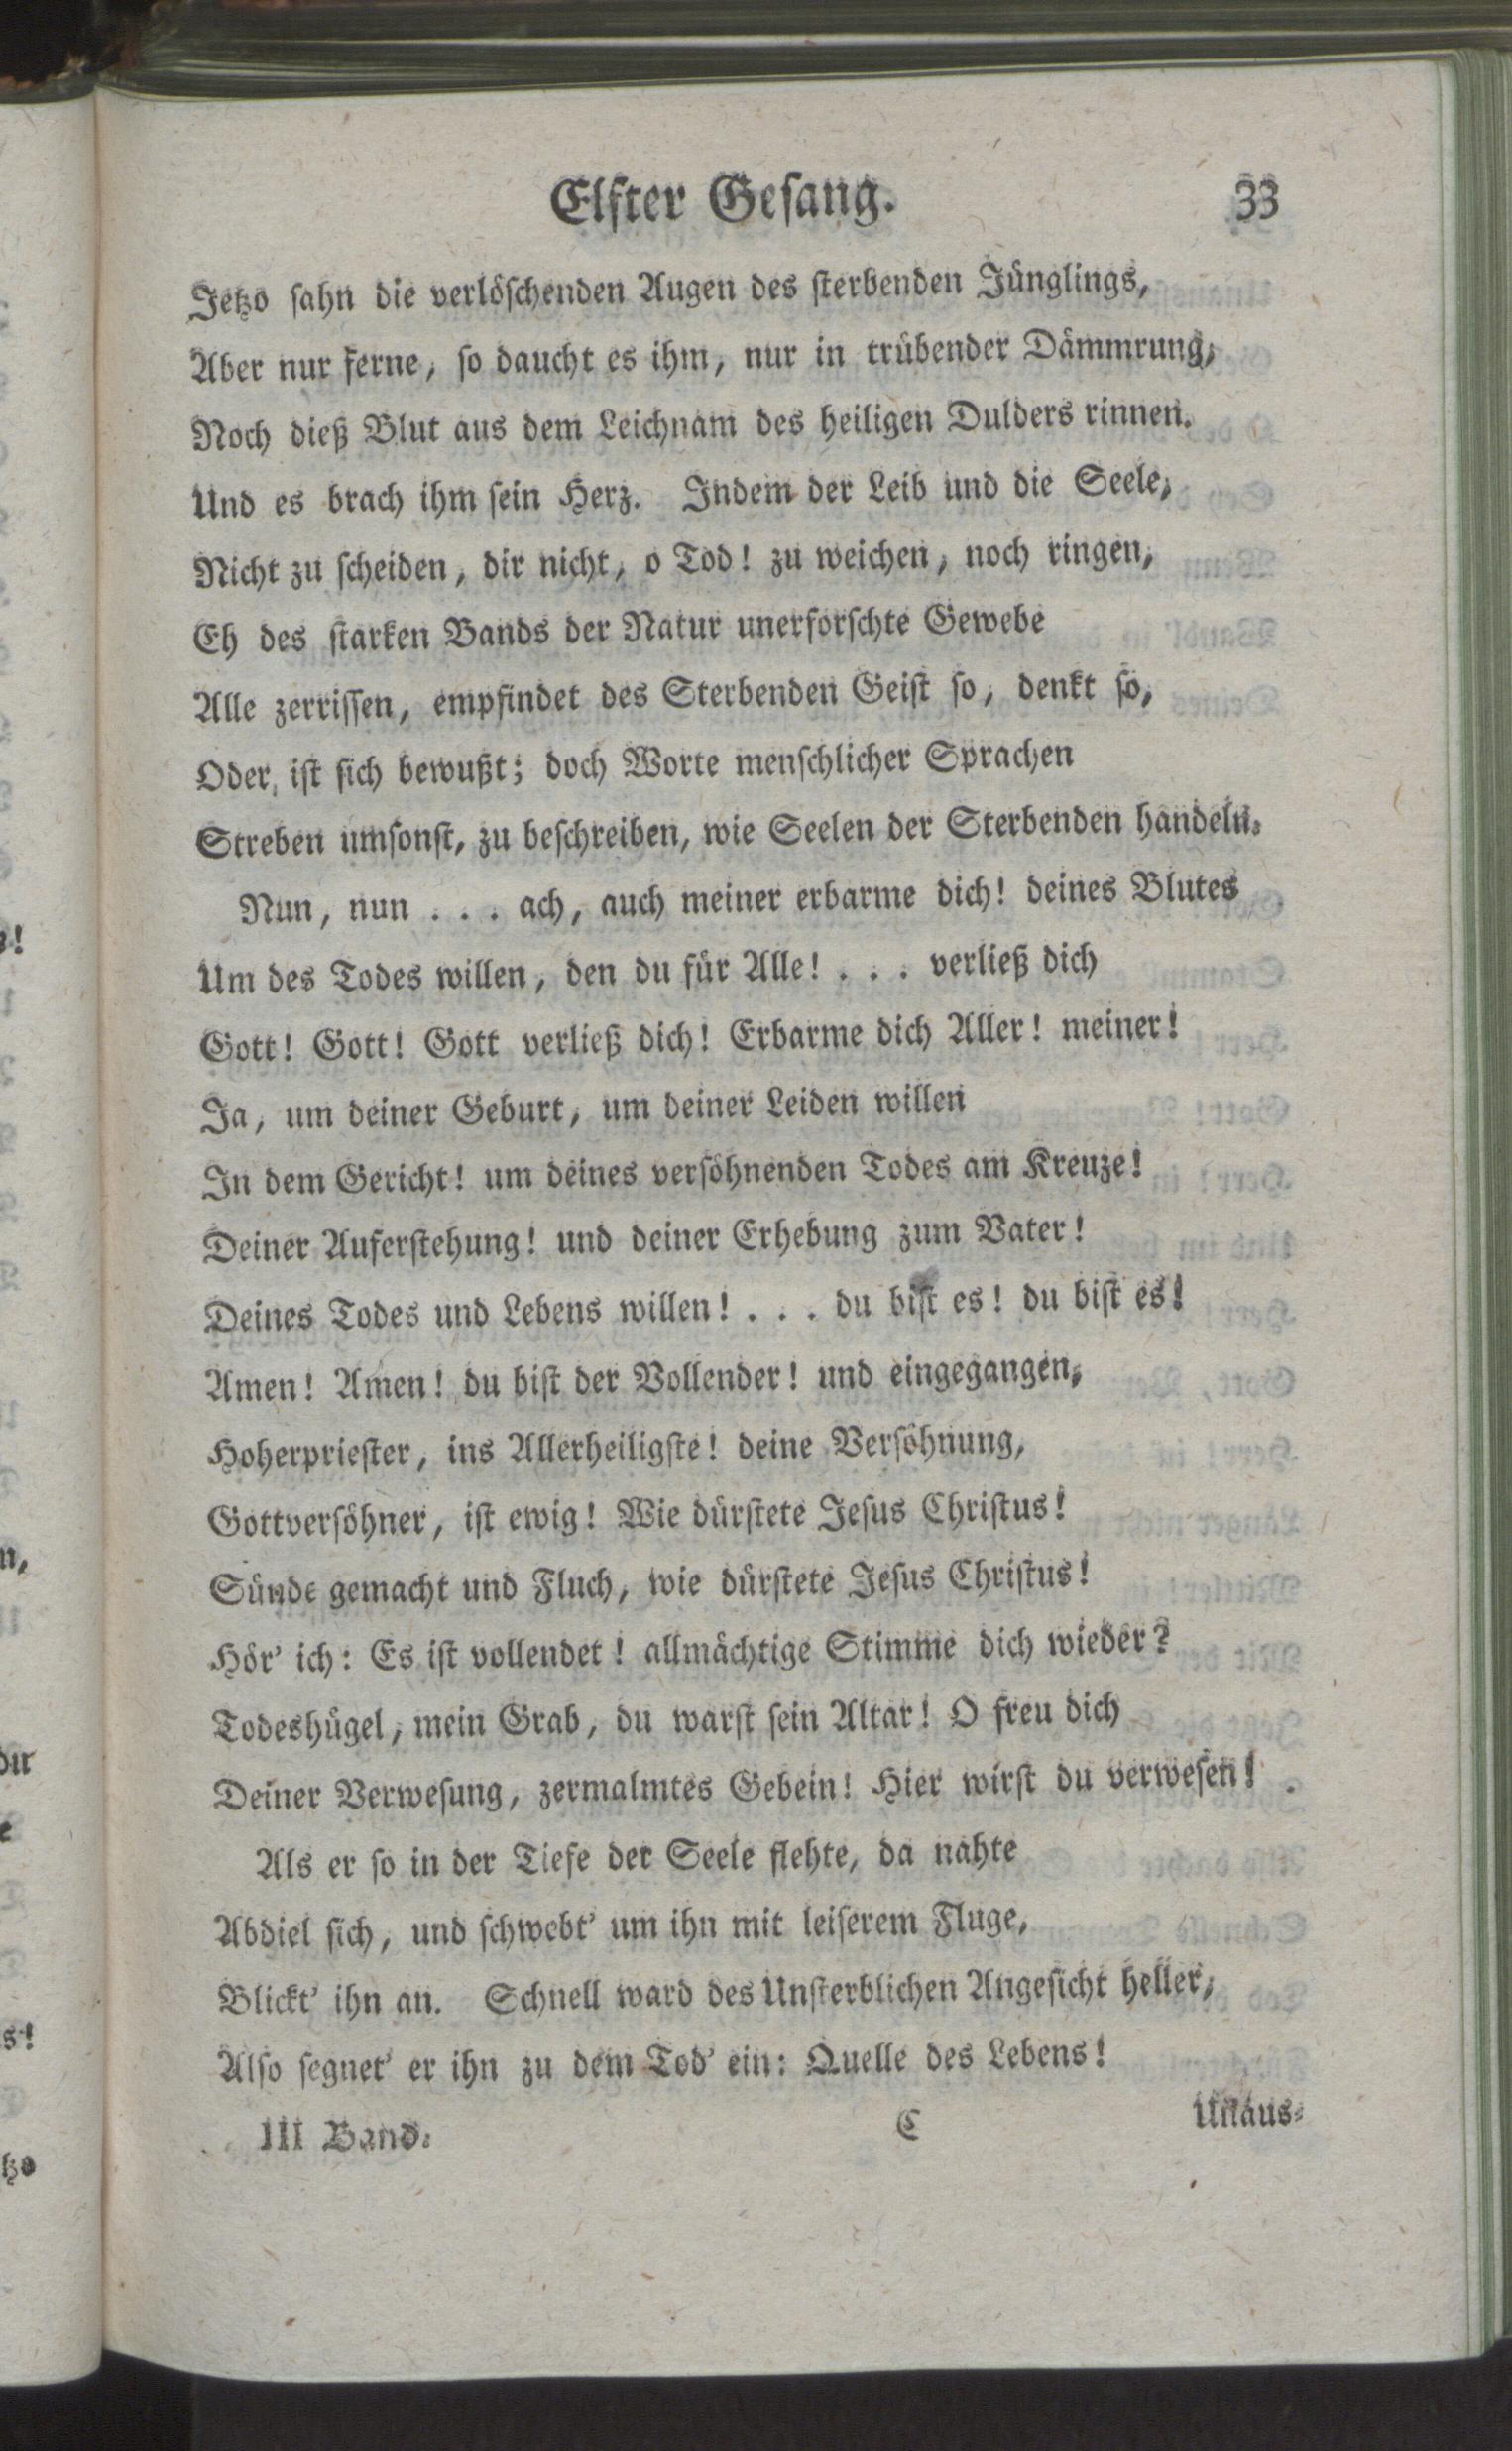 Elfter Geſang.
33
Jetzo ſahn die verlöſchenden Augen des ſterbenden Jünglings,
Aber nur ferne, ſo daucht es ihm, nur in trübender Dämmrung,
Noch dieß Blut aus dem Leichnam des heiligen Dulders rinnen.
Und es brach ihm ſein Herz. Indem der Leib und die Seele,
Nicht zu ſcheiden, dir nicht, o Tod! zu weichen, noch ringen,
Eh des ſtarken Bands der Natur unerforſchte Gewebe
Alle zerriſſen, empfindet des Sterbenden Geiſt ſo, denkt ſo,
Oder, iſt ſich bewußt; doch Worte menſchlicher Sprachen
Streben umſonſt, zu beſchreiben, wie Seelen der Sterbenden handeln.
Nun, nun . . . ach, auch meiner erbarme dich! deines Blutes
Um des Todes willen, den du für Alle! . . . verließ dich
Gott! Gott! Gott verließ dich! Erbarme dich Aller! meiner!
Ja, um deiner Geburt, um deiner Leiden willen
In dem Gericht! um deines verſöhnenden Todes am Kreuze!
Deiner Auferſtehung! und deiner Erhebung zum Vater!
Deines Todes und Lebens willen! . . . du biſt es! du biſt es!
Amen! Amen! du biſt der Vollender! und eingegangen,
Hoherprieſter, ins Allerheiligſte! deine Verſöhnung,
Gottverſöhner, iſt ewig! Wie dürſtete Jeſus Chriſtus!
Sünde gemacht und Fluch, wie dürſtete Jeſus Chriſtus!
Hör' ich: Es iſt vollendet! allmächtige Stimme dich wieder?
Todeshügel, mein Grab, du warſt ſein Altar! O freu dich
Deiner Verweſung, zermalmtes Gebein! Hier wirſt du verweſen!
Als er ſo in der Tiefe der Seele flehte, da nahte
Abdiel ſich, und ſchwebt' um ihn mit leiſerem Fluge,
Blickt' ihn an. Schnell ward des Unſterblichen Angeſicht heller,
Alſo ſegnet' er ihn zu dem Tod' ein: Quelle des Lebens!
III Band.
C
Unaus⸗